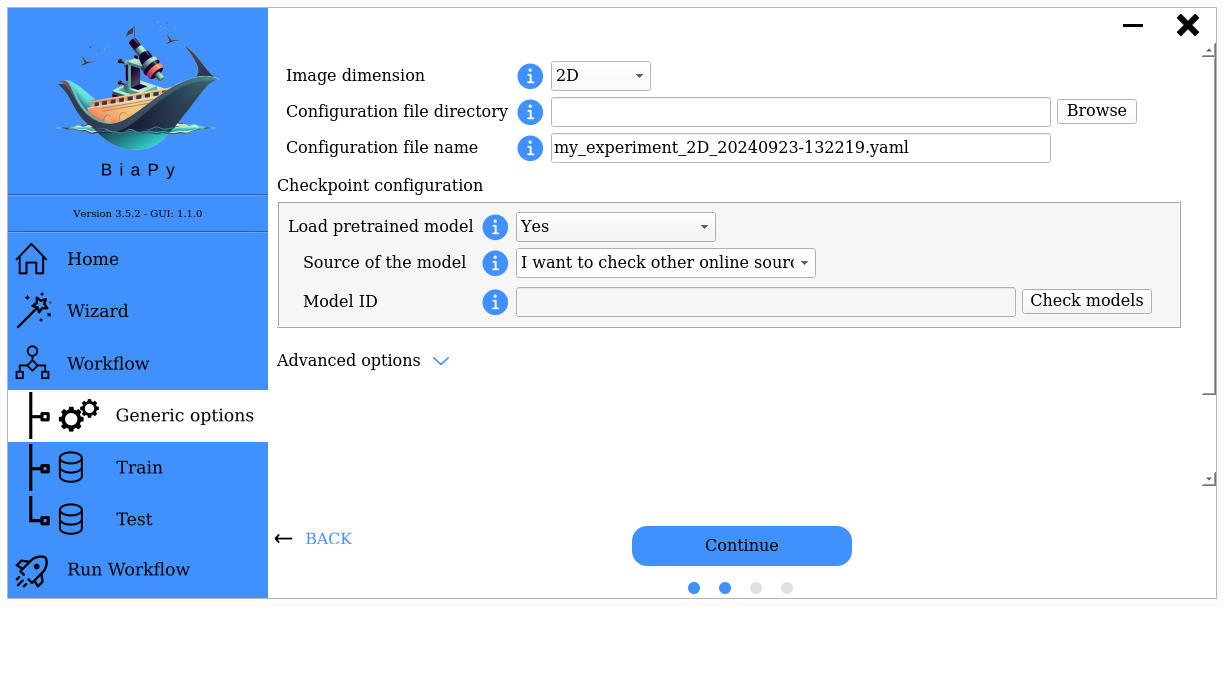 BiaPy
Version 3.5.2 - GUI: 1.1.0
Home
Wizard
Workflow
Generic options
Train
Test
Run Workflow
Image dimension 2D
Configuration file directory Browse
Configuration file name my_experiment_2D_20240923-132219.yaml
Checkpoint configuration
Load pretrained model Yes
Source of the model I want to check other online sourc
Model ID Check models
Advanced options
← BACK
Continue